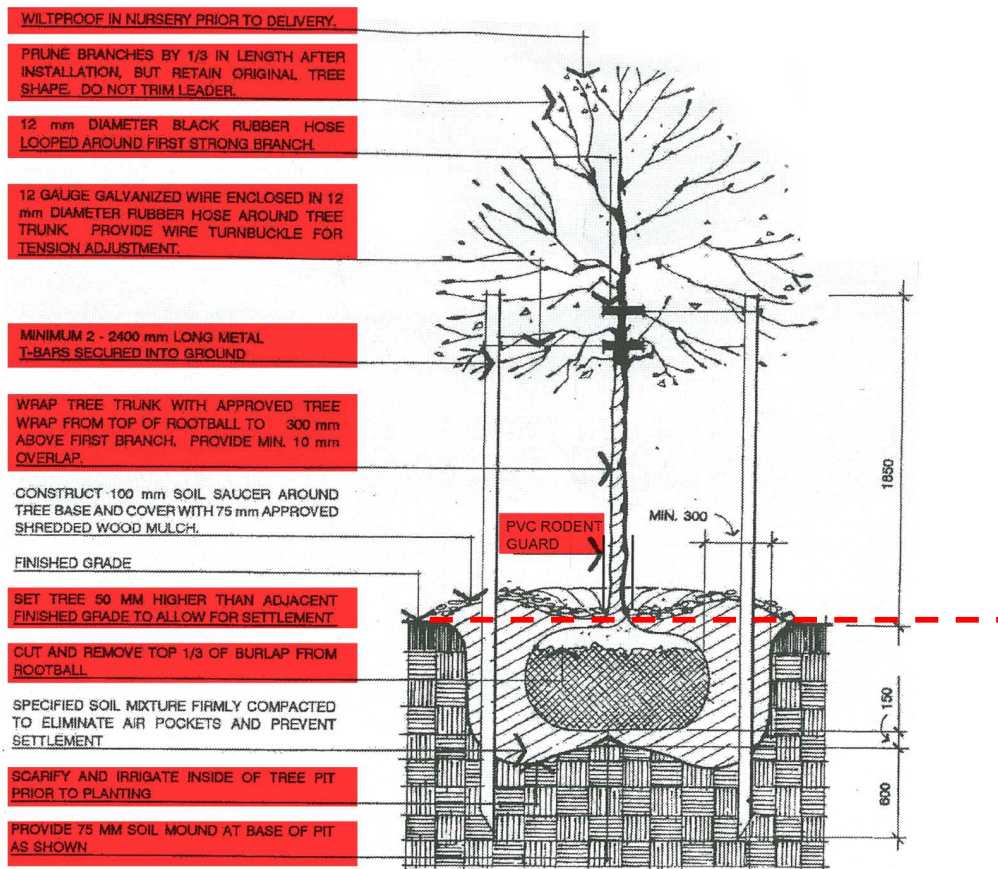 WILTPROOF IN NURSERY PRIOR TO DELIVERY.
PRUNE BRANCHES BY 1/3 IN LENGTH AFTER
INSTALLATION, BUT RETAIN ORIGINAL TREE
SHAPE. DO NOT TRIM LEADER.
12 mm DIAMETER BLACK RUBBER HOSE
LOOPED AROUND FIRST STRONG BRANCH.
12 GAUGE GALVANIZED WIRE ENCLOSED IN 12
mm DIAMETER RUBBER HOSE AROUND TREE
TRUNK. PROVIDE WIRE TURNBUCKLE FOR
TENSION ADJUSTMENT.
MINIMUM 2 - 2400 mm LONG METAL
T-BARS SECURED INTO GROUND
WRAP TREE TRUNK WITH APPROVED TREE
WRAP FROM TOP OF ROOTBALL TO 300 mm
ABOVE FIRST BRANCH. PROVIDE MIN. 10 mm
OVERLAP.
CONSTRUCT 100 mm SOIL SAUCER AROUND
TREE BASE AND COVER WITH 75 mm APPROVED
SHREDDED WOOD MULCH.
FINISHED GRADE
SET TREE 50 MM HIGHER THAN ADJACENT
FINISHED GRADE TO ALLOW FOR SETTLEMENT
CUT AND REMOVE TOP 1/3 OF BURLAP FROM
ROOTBALL
SPECIFIED SOIL MIXTURE FIRMLY COMPACTED
TO ELIMINATE AIR POCKETS AND PREVENT
SETTLEMENT
SCARIFY AND IRRIGATE INSIDE OF TREE PIT
PRIOR TO PLANTING
PROVIDE 75 MM SOIL MOUND AT BASE OF PIT
AS SHOWN
PVC RODENT
GUARD
MIN. 300
1850
150
600